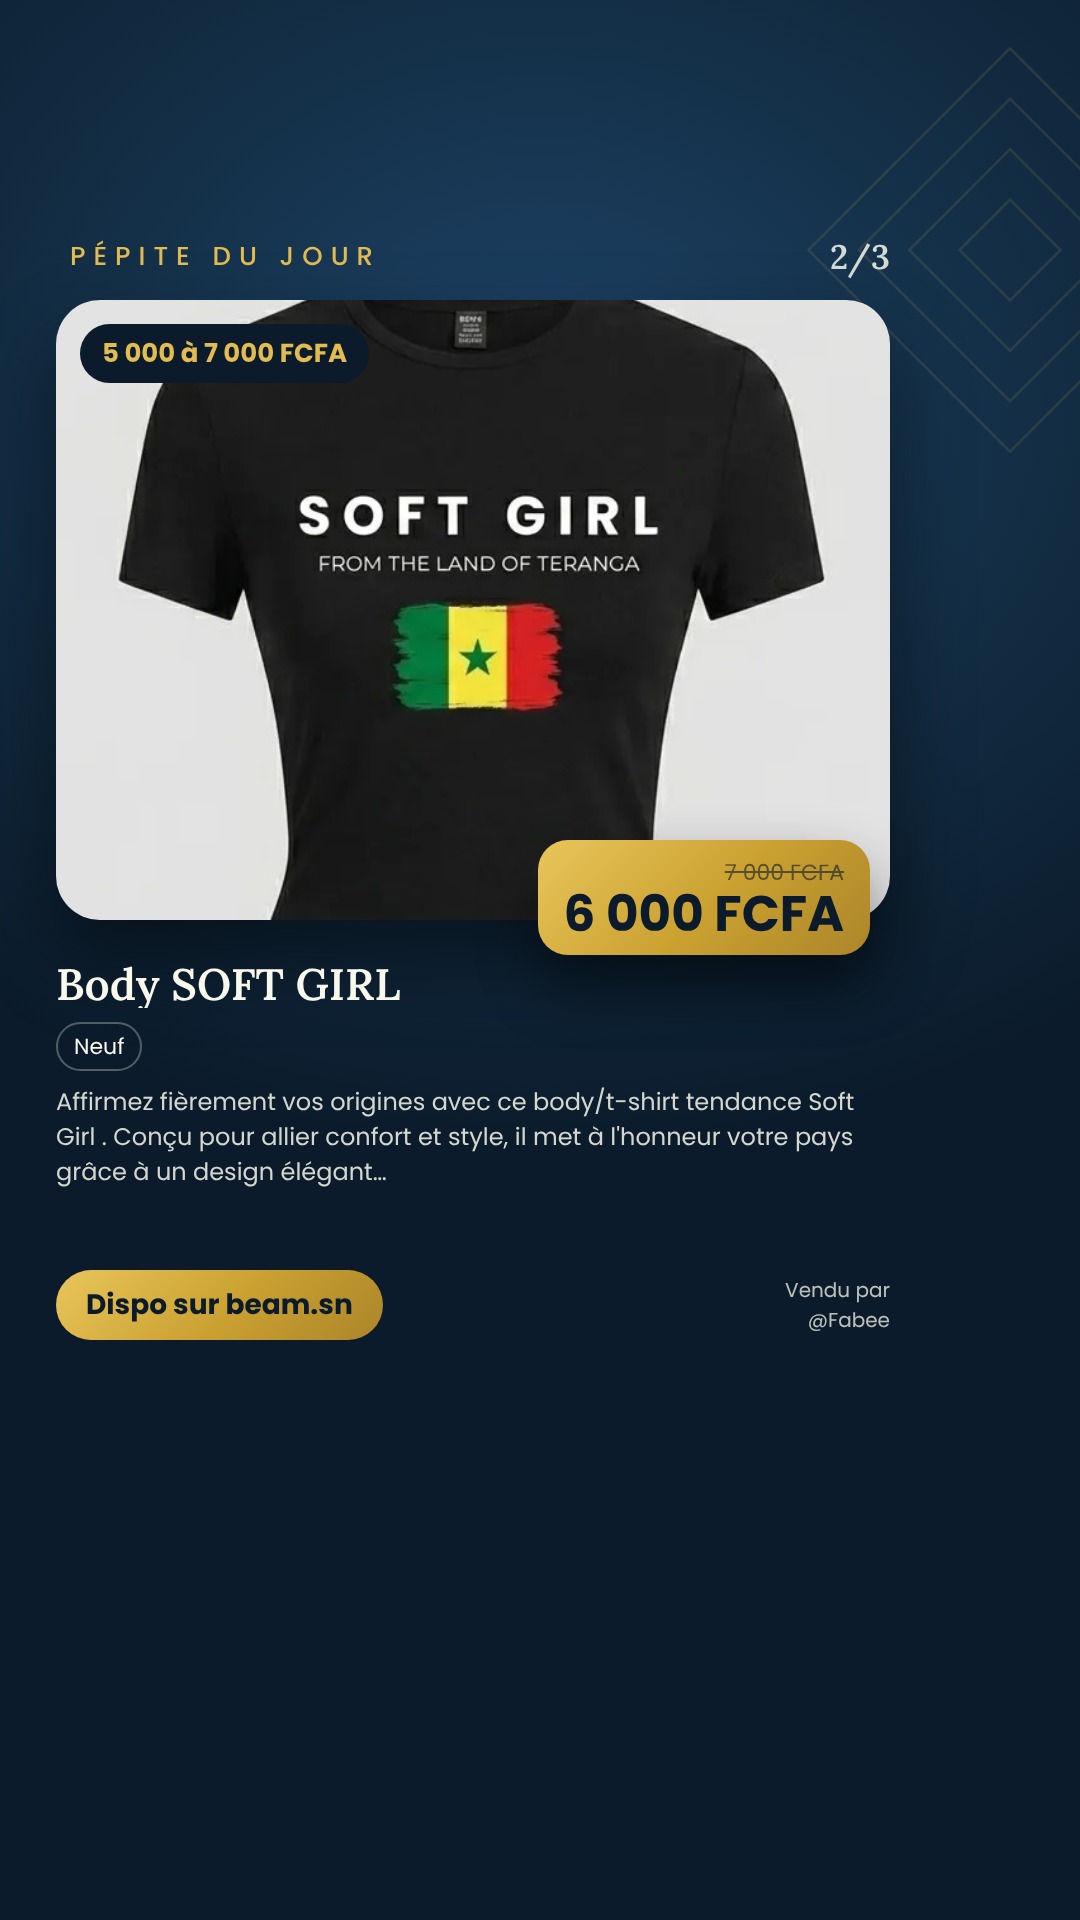 PÉPITE DU JOUR
2/3
5 000 à 7 000 FCFA
SOFT GIRL
FROM THE LAND OF TERANGA
7 000 FCFA
6 000 FCFA
Body SOFT GIRL
Neuf
Affirmez fièrement vos origines avec ce body/t-shirt tendance Soft
Girl . Conçu pour allier confort et style, il met à l'honneur votre pays
grâce à un design élégant...
Dispo sur beam.sn
Vendu par
@Fabee